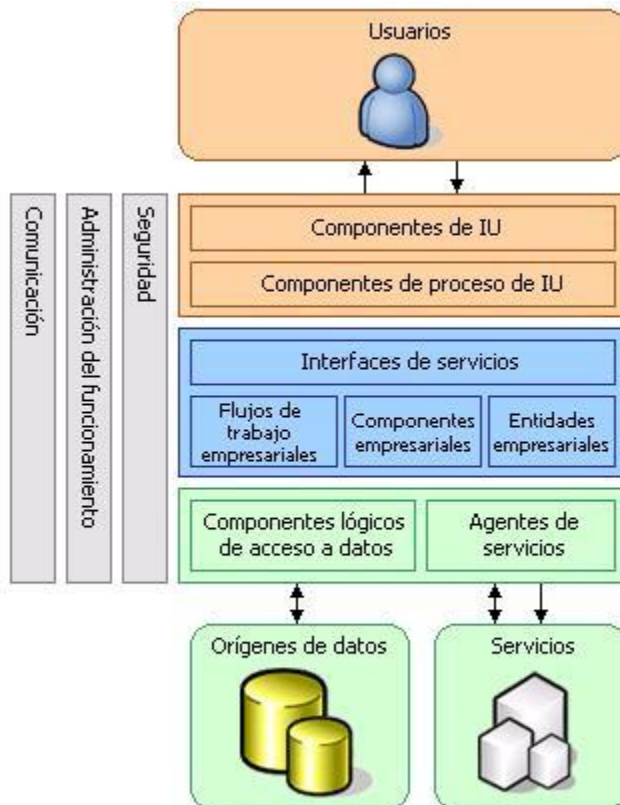 Usuarios
Comunicación
Administración del funcionamiento
Seguridad
Componentes de IU
Componentes de proceso de IU
Interfaces de servicios
Flujos de
trabajo
empresariales
Componentes
empresariales
Entidades
empresariales
Componentes lógicos
de acceso a datos
Agentes de
servicios
Orígenes de datos
Servicios